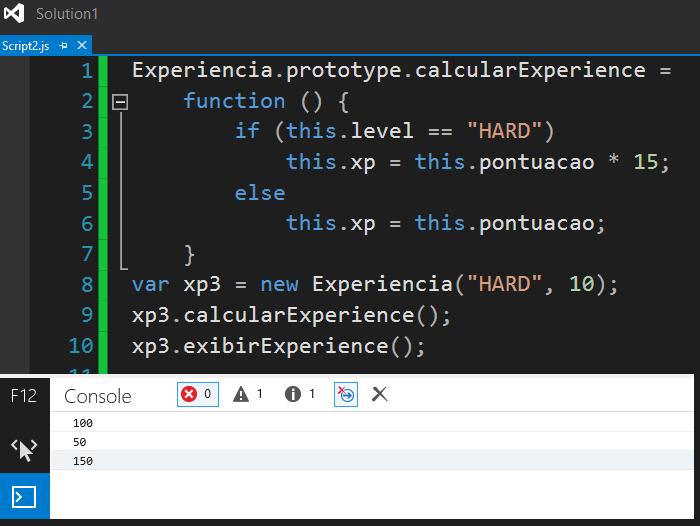 Solution1
Script2.js
1 Experiencia.prototype.calcularExperience =
2 function () {
3 if (this.level == "HARD")
4 this.xp = this.pontuacao * 15;
5 else
6 this.xp = this.pontuacao;
7 }
8 var xp3 = new Experiencia("HARD", 10);
9 xp3.calcularExperience();
10 xp3.exibirExperience();
F12 Console 0 1 1
100
50
150